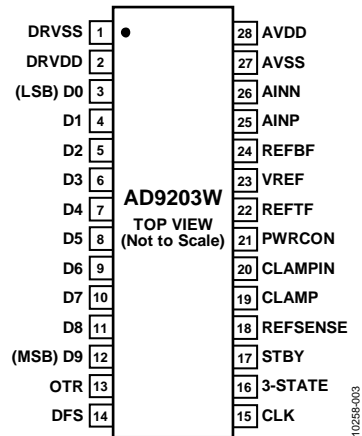 DRVSS 1 28 AVDD
DRVDD 2 27 AVSS
(LSB) D0 3 26 AINN
D1 4 25 AINP
D2 5 24 REFBF
D3 6 23 VREF
D4 7 22 REFTF
D5 8 21 PWRCON
D6 9 20 CLAMPIN
D7 10 19 CLAMP
D8 11 18 REFSENSE
(MSB) D9 12 17 STBY
OTR 13 16 3-STATE
DFS 14 15 CLK
AD9203W
TOP VIEW
(Not to Scale)
10258-003